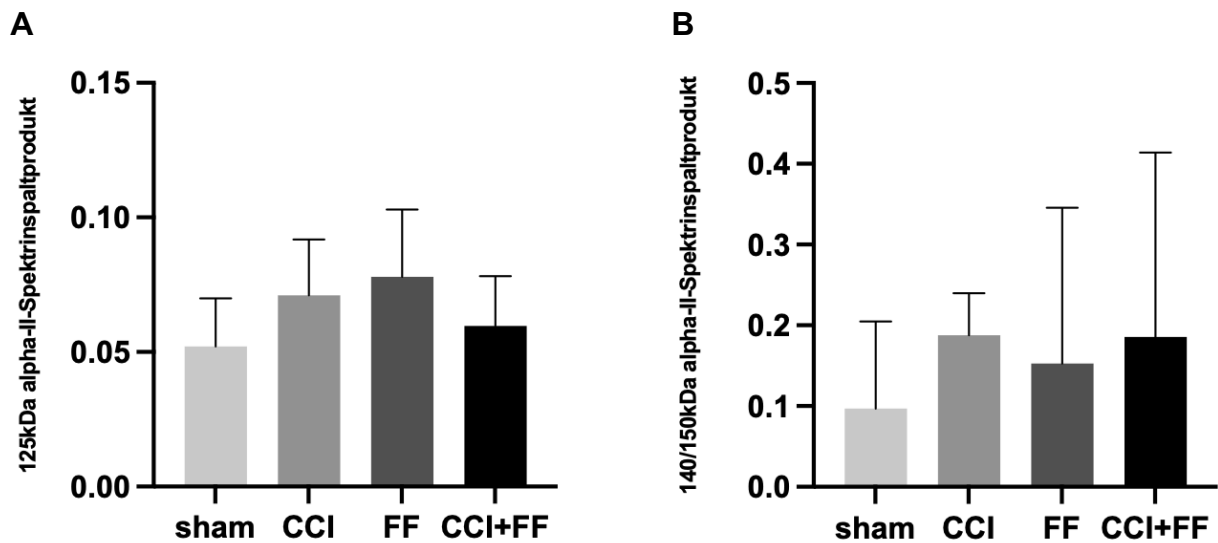 A
125kDa alpha-II-Spektrinspaltprodukt
0.15
0.10
0.05
0.00
sham CCI FF CCI+FF
B
140/150kDa alpha-II-Spektrinspaltprodukt
0.5
0.4
0.3
0.2
0.1
0.0
sham CCI FF CCI+FF